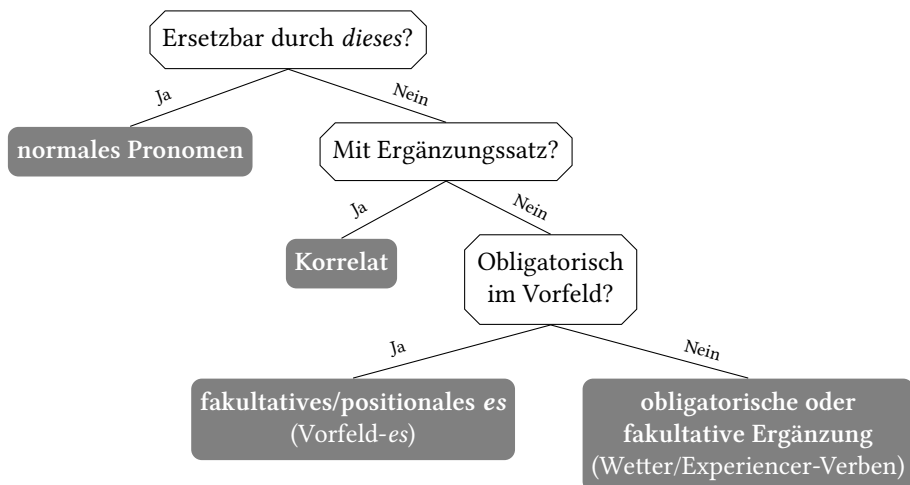 Ersetzbar durch dieses?
Ja
Nein
normales Pronomen
Mit Ergänzungssatz?
Ja
Nein
Korrelat
Obligatorisch
im Vorfeld?
Ja
Nein
fakultatives/positionales es
(Vorfeld-es)
obligatorische oder
fakultative Ergänzung
(Wetter/Experiencer-Verben)